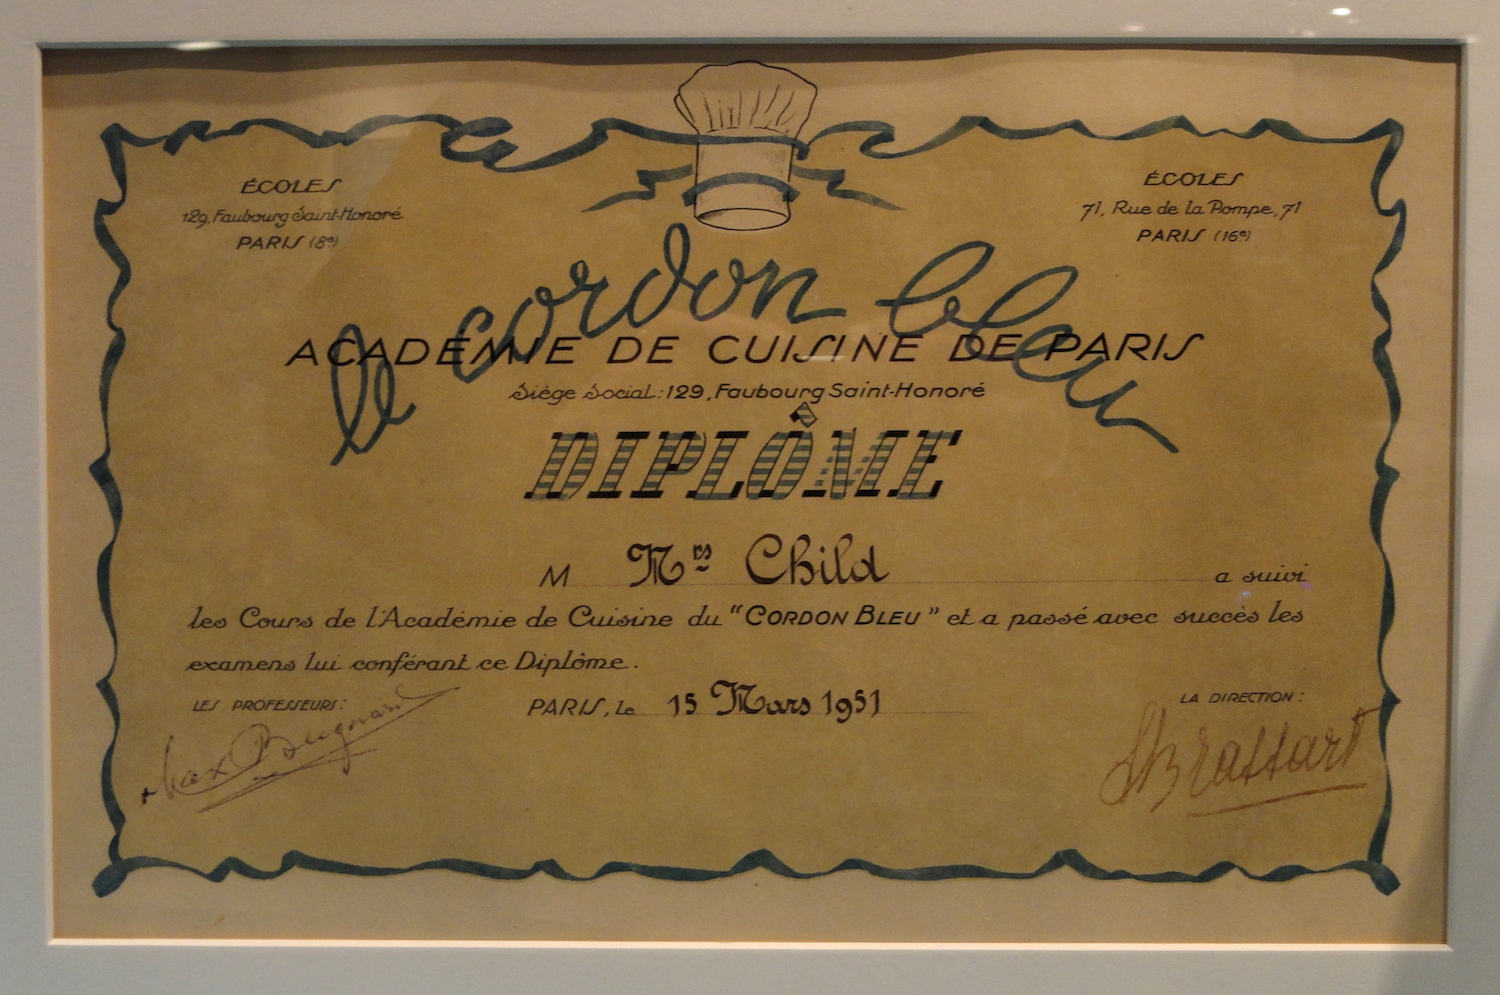 ÉCOLES
129, Faubourg Saint-Honoré
PARIS (8e)
ÉCOLES
71, Rue de la Pompe, 71
PARIS (16e)
le cordon bleu
ACADÉMIE DE CUISINE DE PARIS
Siège Social: 129, Faubourg Saint-Honoré
DIPLÔME
M Mrs Child a suivi
les Cours de l'Académie de Cuisine du "CORDON BLEU" et a passé avec succès les
examens lui conférant ce Diplôme.
LES PROFESSEURS:
PARIS, le 15 Mars 1951
LA DIRECTION:
Max Bugnard
Brassart